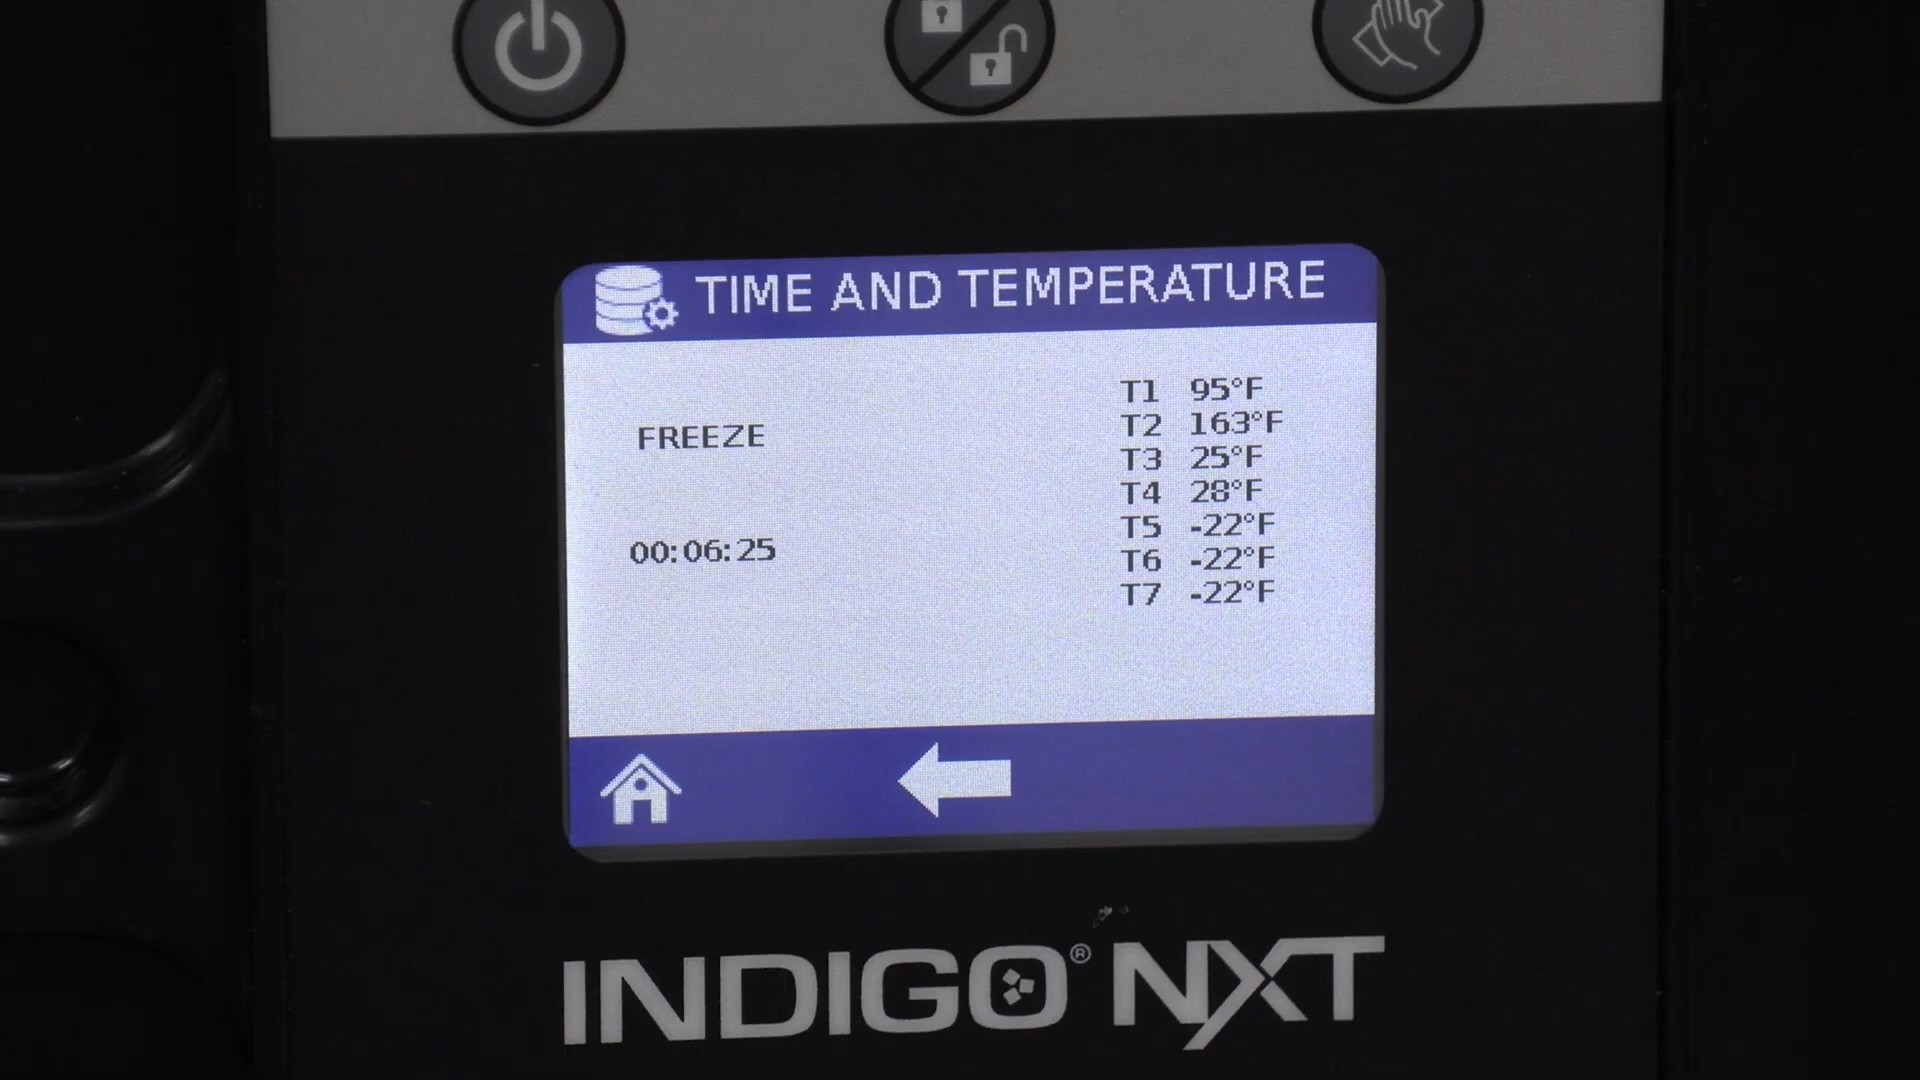 TIME AND TEMPERATURE
FREEZE
00:06:25
T1 95°F
T2 163°F
T3 25°F
T4 28°F
T5 -22°F
T6 -22°F
T7 -22°F
INDIGO® NXT